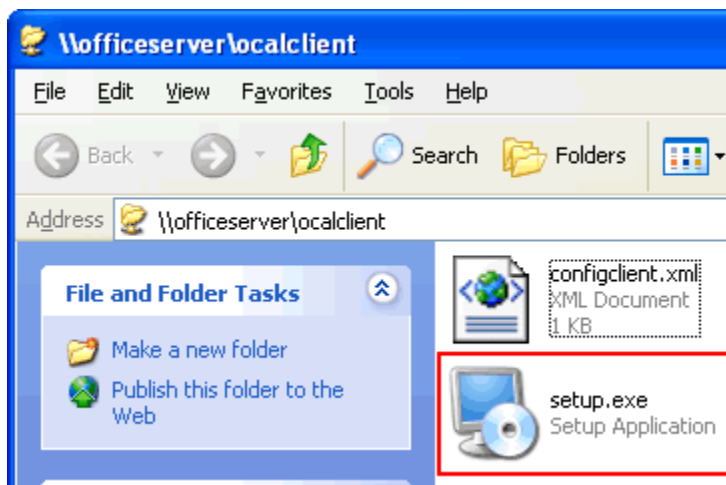 \\officeserver\ocalclient
File Edit View Favorites Tools Help
Back Search Folders
Address \\officeserver\ocalclient
File and Folder Tasks
Make a new folder
Publish this folder to the
Web
configclient.xml
XML Document
1 KB
setup.exe
Setup Application